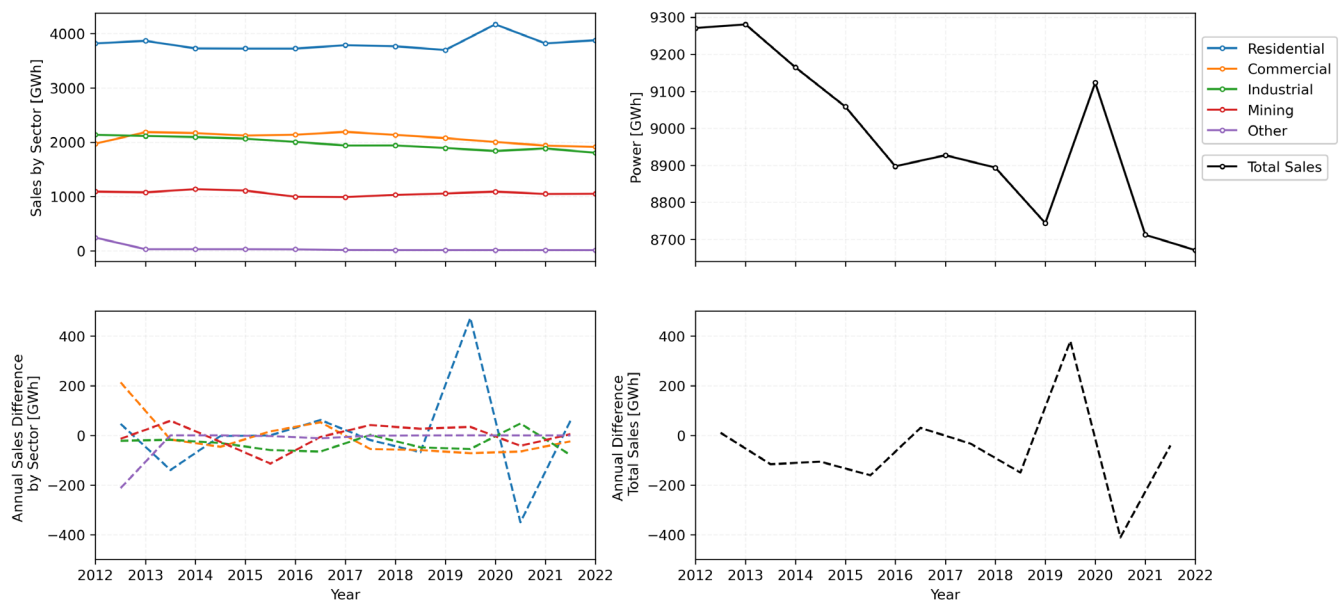 4000
3000
2000
1000
0
Sales by Sector [GWh]
9300
9200
9100
9000
8900
8800
8700
Power [GWh]
Residential
Commercial
Industrial
Mining
Other
Total Sales
400
200
0
−200
−400
Annual Sales Difference
by Sector [GWh]
2012 2013 2014 2015 2016 2017 2018 2019 2020 2021 2022
Year
400
200
0
−200
−400
Annual Difference
Total Sales [GWh]
2012 2013 2014 2015 2016 2017 2018 2019 2020 2021 2022
Year